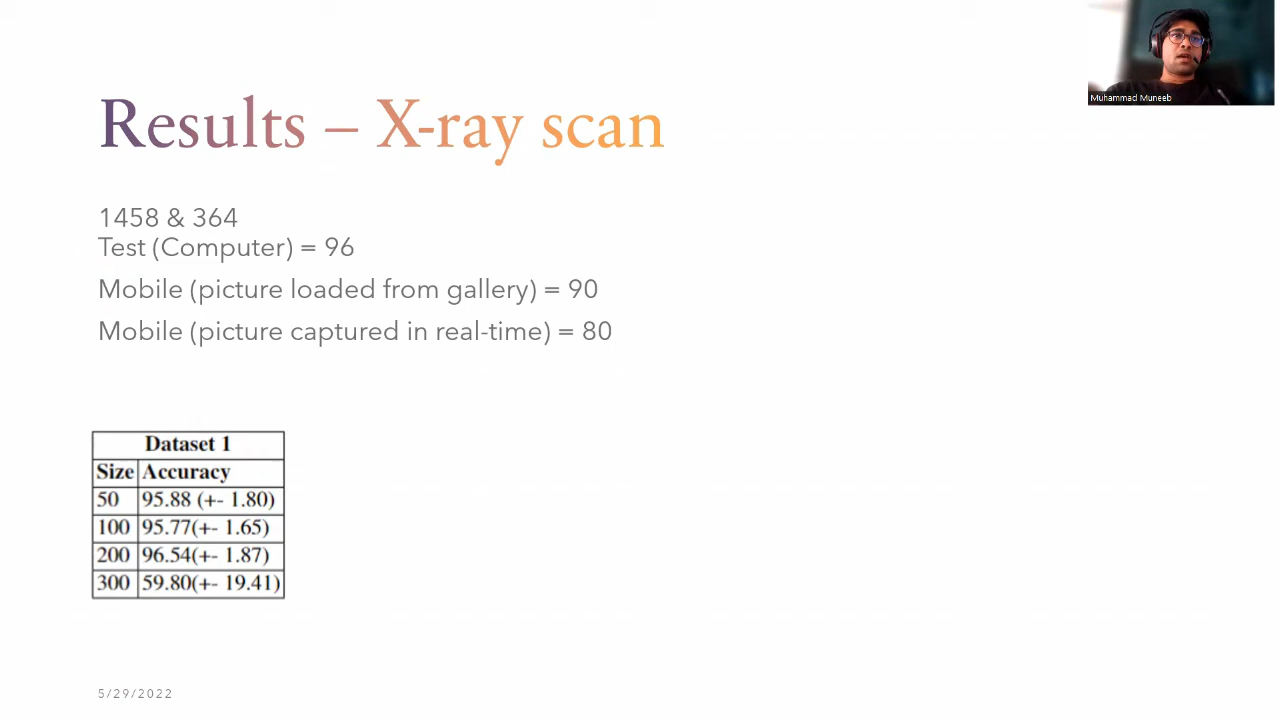 Muhammad Muneeb
Results – X-ray scan
1458 & 364
Test (Computer) = 96
Mobile (picture loaded from gallery) = 90
Mobile (picture captured in real-time) = 80
Dataset 1
Size Accuracy
50 95.88 (+- 1.80)
100 95.77(+- 1.65)
200 96.54(+- 1.87)
300 59.80(+- 19.41)
5/29/2022